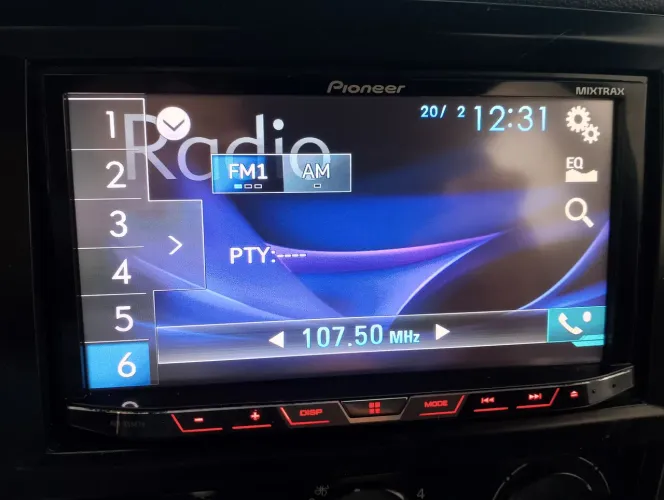 Pioneer
MIXTRAX
Radio
20/ 2 12:31
1
2
3
4
5
6
FM1
AM
EQ
PTY:----
107.50 MHz
- + DISP MODE
4